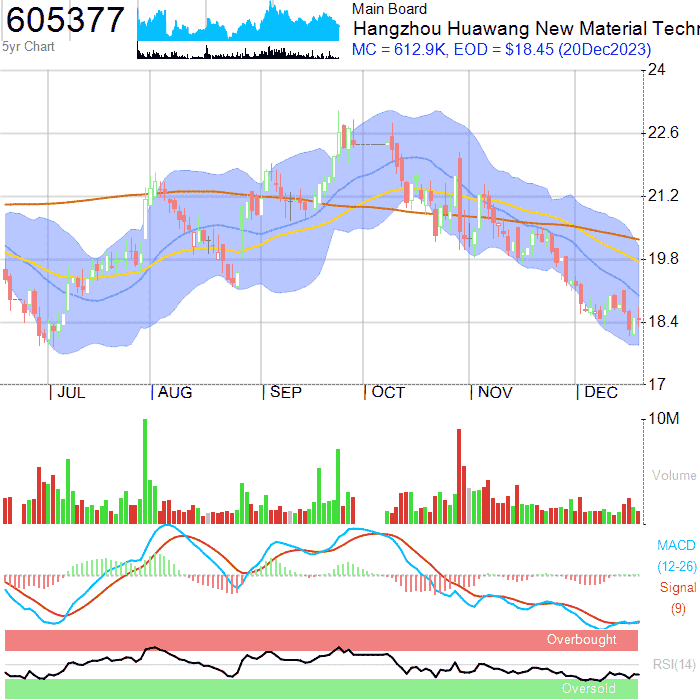 605377
5yr Chart
Main Board
Hangzhou Huawang New Material Techn
MC = 612.9K, EOD = $18.45 (20Dec2023)
24
22.6
21.2
19.8
18.4
17
JUL AUG SEP OCT NOV DEC
10M
Volume
MACD
(12-26)
Signal
(9)
Overbought
RSI(14)
Oversold